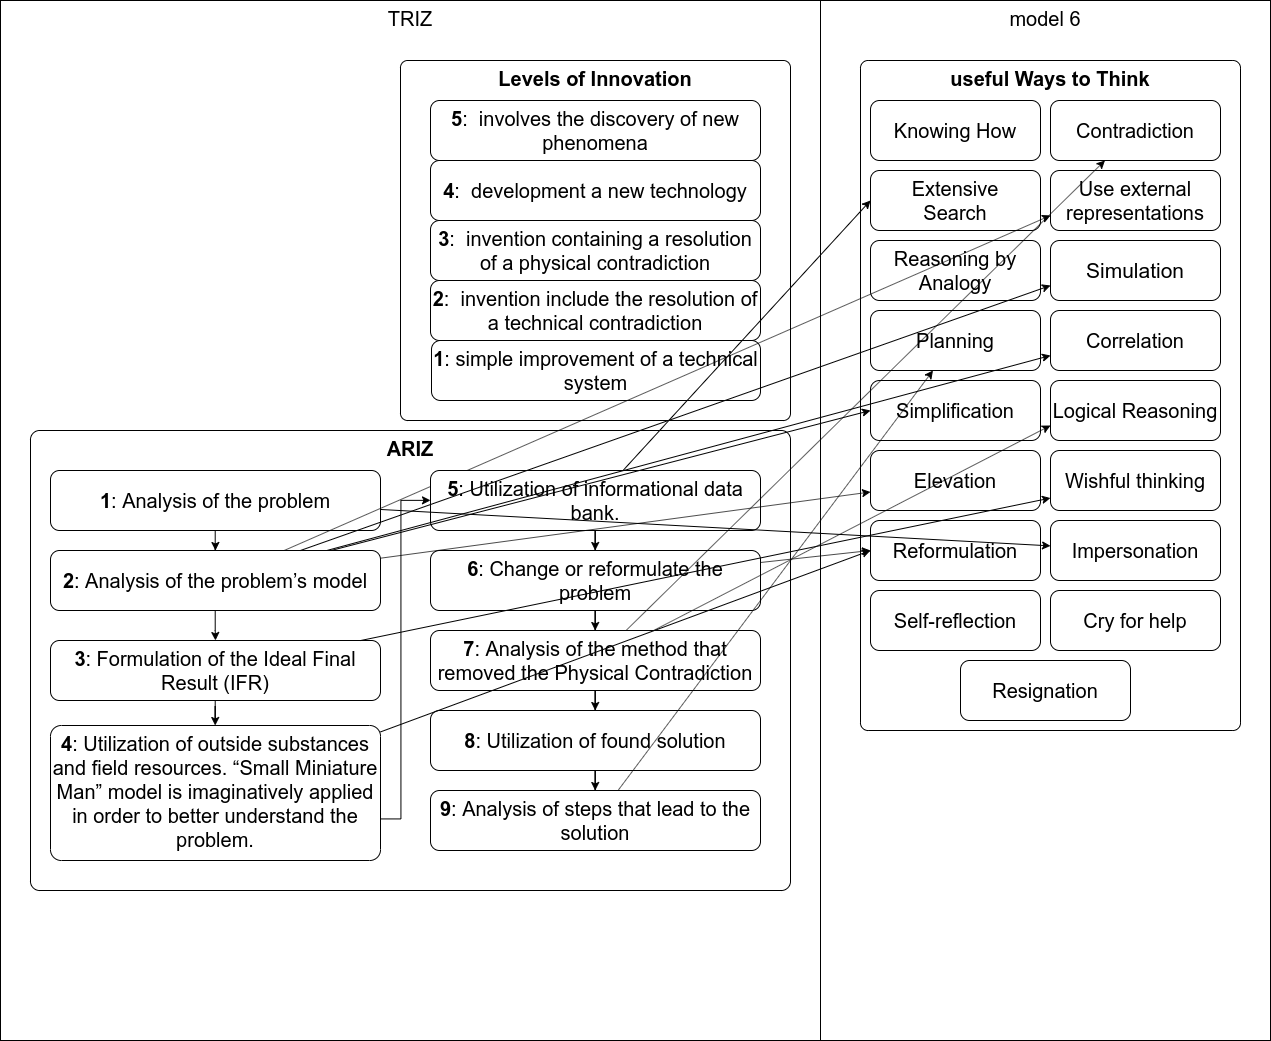 TRIZ
model 6
Levels of Innovation
5: involves the discovery of new
phenomena
4: development a new technology
3: invention containing a resolution
of a physical contradiction
2: invention include the resolution of
a technical contradiction
1: simple improvement of a technical
system
ARIZ
1: Analysis of the problem
2: Analysis of the problem’s model
3: Formulation of the Ideal Final
Result (IFR)
4: Utilization of outside substances
and field resources. “Small Miniature
Man” model is imaginatively applied
in order to better understand the
problem.
5: Utilization of informational data
bank.
6: Change or reformulate the
problem
7: Analysis of the method that
removed the Physical Contradiction
8: Utilization of found solution
9: Analysis of steps that lead to the
solution
useful Ways to Think
Knowing How
Contradiction
Extensive
Search
Use external
representations
Reasoning by
Analogy
Simulation
Planning
Correlation
Simplification
Logical Reasoning
Elevation
Wishful thinking
Reformulation
Impersonation
Self-reflection
Cry for help
Resignation